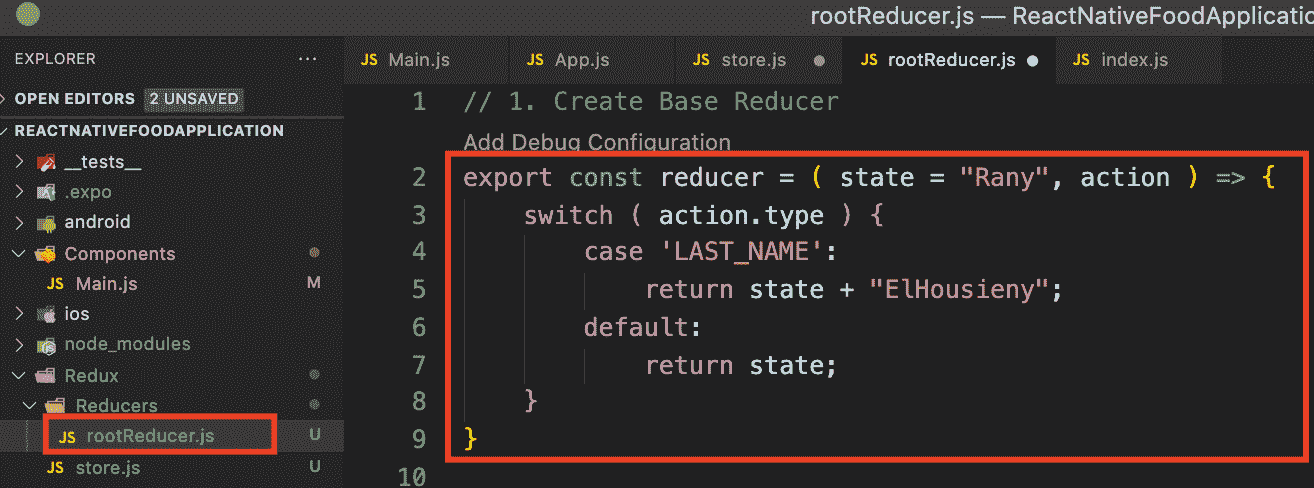 rootReducer.js — ReactNativeFoodApplicatio
EXPLORER ...
OPEN EDITORS 2 UNSAVED
REACTNATIVEFOODAPPLICATION
__tests__
.expo
android
Components
JS Main.js M
ios
node_modules
Redux
Reducers
JS rootReducer.js U
JS store.js U
JS Main.js JS App.js JS store.js JS rootReducer.js JS index.js
1 // 1. Create Base Reducer
Add Debug Configuration
2 export const reducer = ( state = "Rany", action ) => {
3 switch ( action.type ) {
4 case 'LAST_NAME':
5 return state + "ElHousieny";
6 default:
7 return state;
8 }
9 }
10